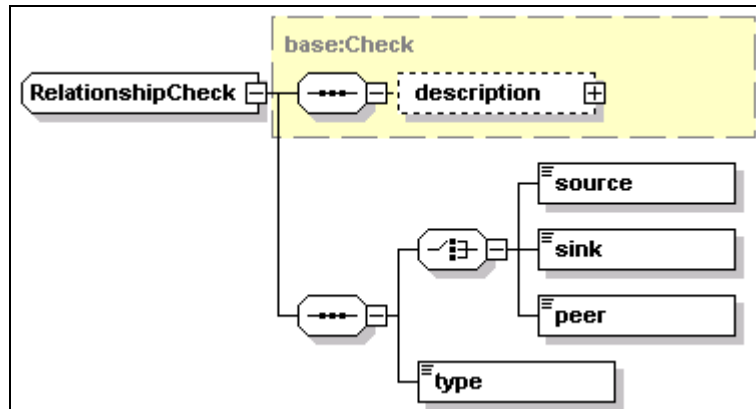 base:Check
RelationshipCheck
description
source
sink
peer
type